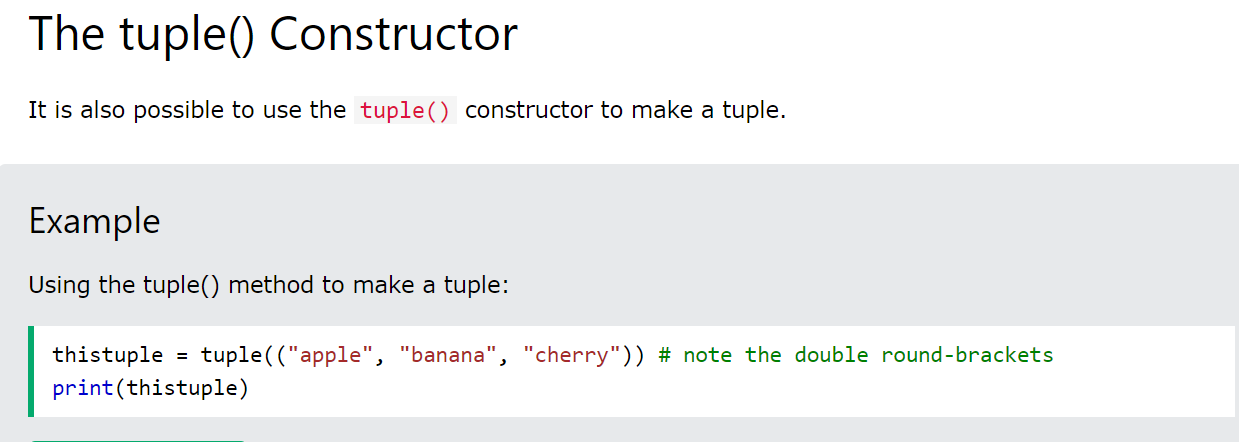 The tuple() Constructor
It is also possible to use the tuple() constructor to make a tuple.
Example
Using the tuple() method to make a tuple:
thistuple = tuple(("apple", "banana", "cherry")) # note the double round-brackets
print(thistuple)